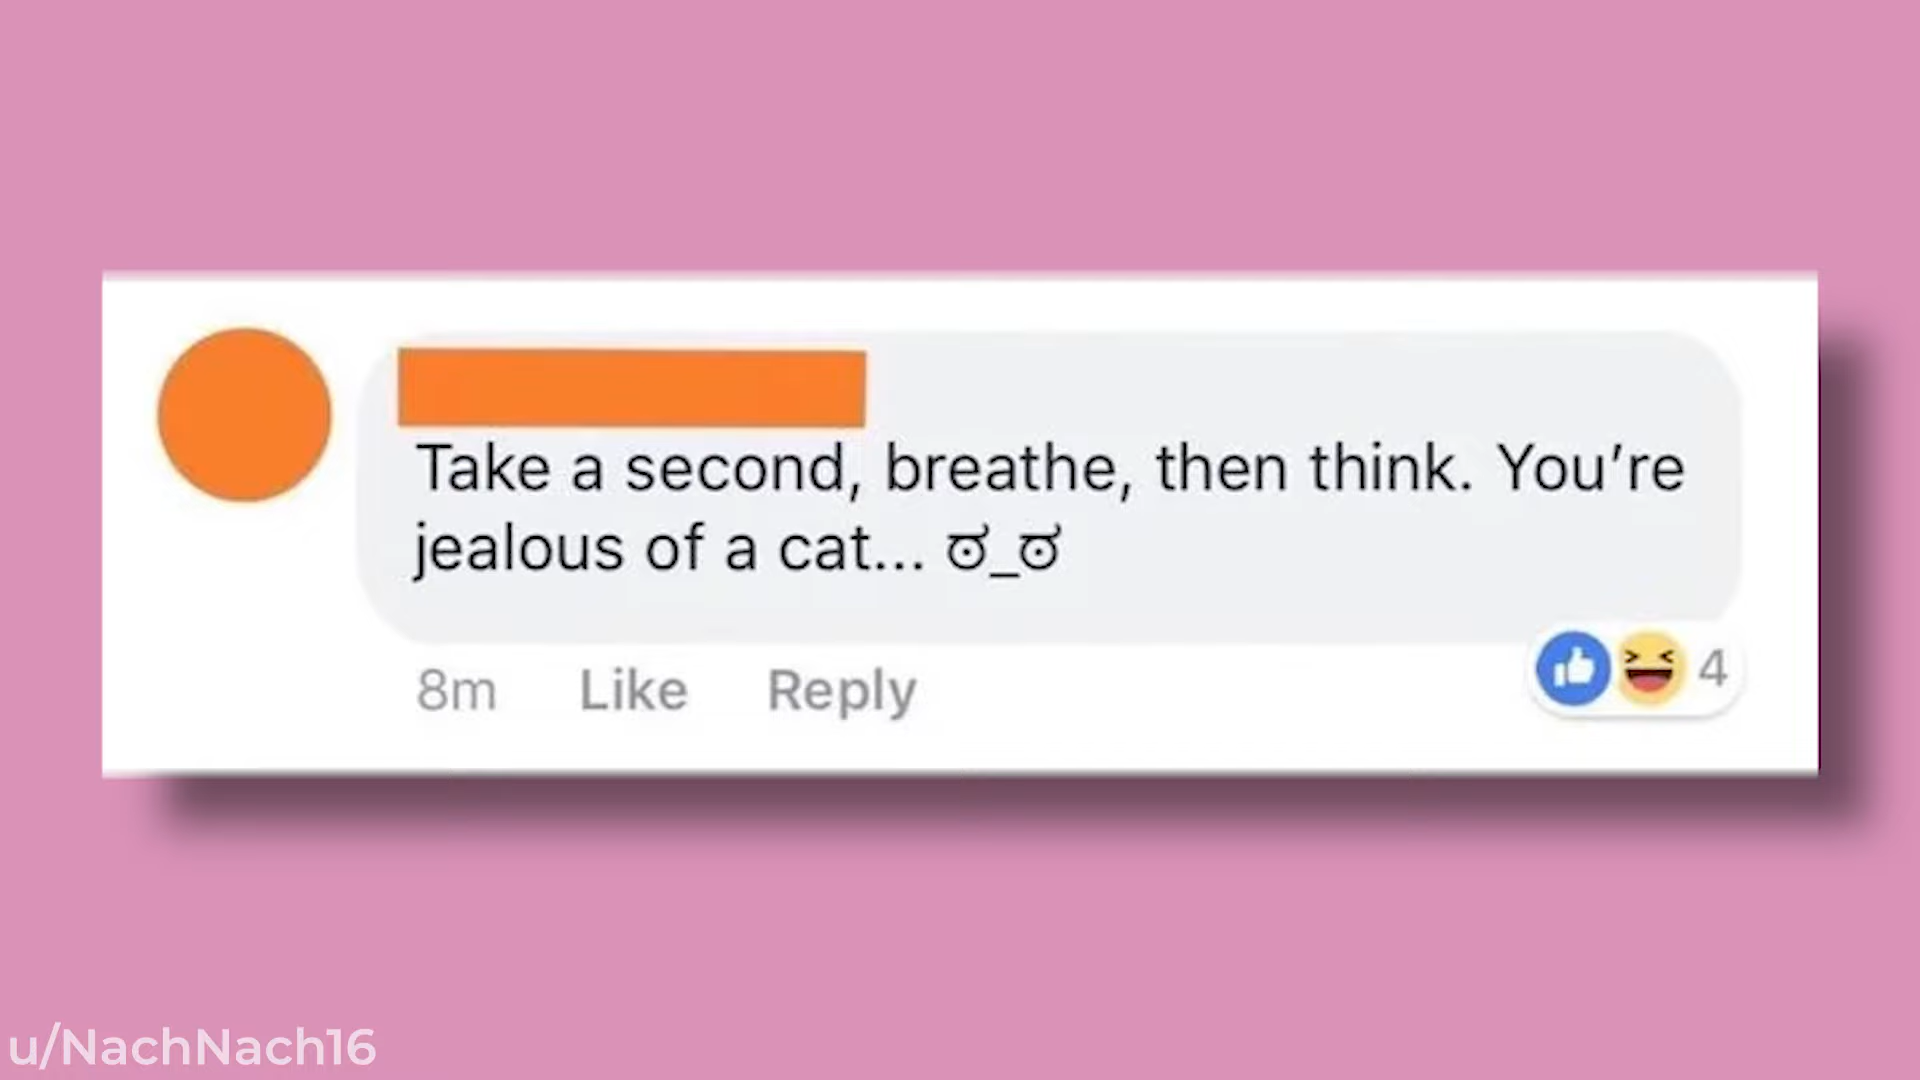 Take a second, breathe, then think. You're
jealous of a cat... ಠ_ಠ
8m Like Reply 4
u/NachNach16